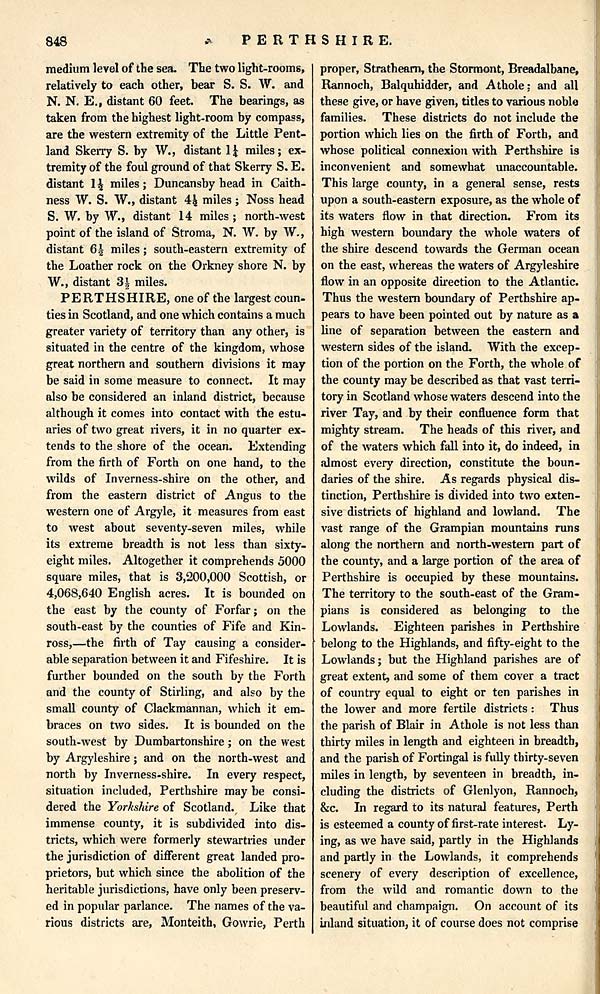 848
PERTHSHIRE.
medium level of the sea. The two light-rooms,
relatively to each other, bear S. S. W. and
N. N. E., distant 60 feet. The bearings, as
taken from the highest light-room by compass,
are the western extremity of the Little Pent-
land Skerry S. by W., distant 1¼ miles; ex-
tremity of the foul ground of that Skerry S. E.
distant 1½ miles; Duncansby head in Caith-
ness W. S. W., distant 4½ miles; Noss head
S. W. by W., distant 14 miles; north-west
point of the island of Stroma, N. W. by W.,
distant 6½ miles; south-eastern extremity of
the Loather rock on the Orkney shore N. by
W., distant 3½ miles.
PERTHSHIRE, one of the largest coun-
ties in Scotland, and one which contains a much
greater variety of territory than any other, is
situated in the centre of the kingdom, whose
great northern and southern divisions it may
be said in some measure to connect. It may
also be considered an inland district, because
although it comes into contact with the estu-
aries of two great rivers, it in no quarter ex-
tends to the shore of the ocean. Extending
from the firth of Forth on one hand, to the
wilds of Inverness-shire on the other, and
from the eastern district of Angus to the
western one of Argyle, it measures from east
to west about seventy-seven miles, while
its extreme breadth is not less than sixty-
eight miles. Altogether it comprehends 5000
square miles, that is 3,200,000 Scottish, or
4,068,640 English acres. It is bounded on
the east by the county of Forfar; on the
south-east by the counties of Fife and Kin-
ross,—the firth of Tay causing a consider-
able separation between it and Fifeshire. It is
further bounded on the south by the Forth
and the county of Stirling, and also by the
small county of Clackmannan, which it em-
braces on two sides. It is bounded on the
south-west by Dumbartonshire; on the west
by Argyleshire; and on the north-west and
north by Inverness-shire. In every respect,
situation included, Perthshire may be consi-
dered the Yorkshire of Scotland. Like that
immense county, it is subdivided into dis-
tricts, which were formerly stewartries under
the jurisdiction of different great landed pro-
prietors, but which since the abolition of the
heritable jurisdictions, have only been preserv-
ed in popular parlance. The names of the va-
rious districts are, Monteith, Gowrie, Perth
proper, Strathearn, the Stormont, Breadalbane,
Rannoch, Balquhidder, and Athole; and all
these give, or have given, titles to various noble
families. These districts do not include the
portion which lies on the firth of Forth, and
whose political connexion with Perthshire is
inconvenient and somewhat unaccountable.
This large county, in a general sense, rests
upon a south-eastern exposure, as the whole of
its waters flow in that direction. From its
high western boundary the whole waters of
the shire descend towards the German ocean
on the east, whereas the waters of Argyleshire
flow in an opposite direction to the Atlantic.
Thus the western boundary of Perthshire ap-
pears to have been pointed out by nature as a
line of separation between the eastern and
western sides of the island. With the excep-
tion of the portion on the Forth, the whole of
the county may be described as that vast terri-
tory in Scotland whose waters descend into the
river Tay, and by their confluence form that
mighty stream. The heads of this river, and
of the waters which fall into it, do indeed, in
almost every direction, constitute the boun-
daries of the shire. As regards physical dis-
tinction, Perthshire is divided into two exten-
sive districts of highland and lowland. The
vast range of the Grampian mountains runs
along the northern and north-western part of
the county, and a large portion of the area of
Perthshire is occupied by these mountains.
The territory to the south-east of the Gram-
pians is considered as belonging to the
Lowlands. Eighteen parishes in Perthshire
belong to the Highlands, and fifty-eight to the
Lowlands; but the Highland parishes are of
great extent, and some of them cover a tract
of country equal to eight or ten parishes in
the lower and more fertile districts: Thus
the parish of Blair in Athole is not less than
thirty miles in length and eighteen in breadth,
and the parish of Fortingal is fully thirty-seven
miles in length, by seventeen in breadth, in-
cluding the districts of Glenlyon, Rannoch,
&c. In regard to its natural features, Perth
is esteemed a county of first-rate interest. Ly-
ing, as we have said, partly in the Highlands
and partly in the Lowlands, it comprehends
scenery of every description of excellence,
from the wild and romantic down to the
beautiful and champaign. On account of its
inland situation, it of course does not comprise